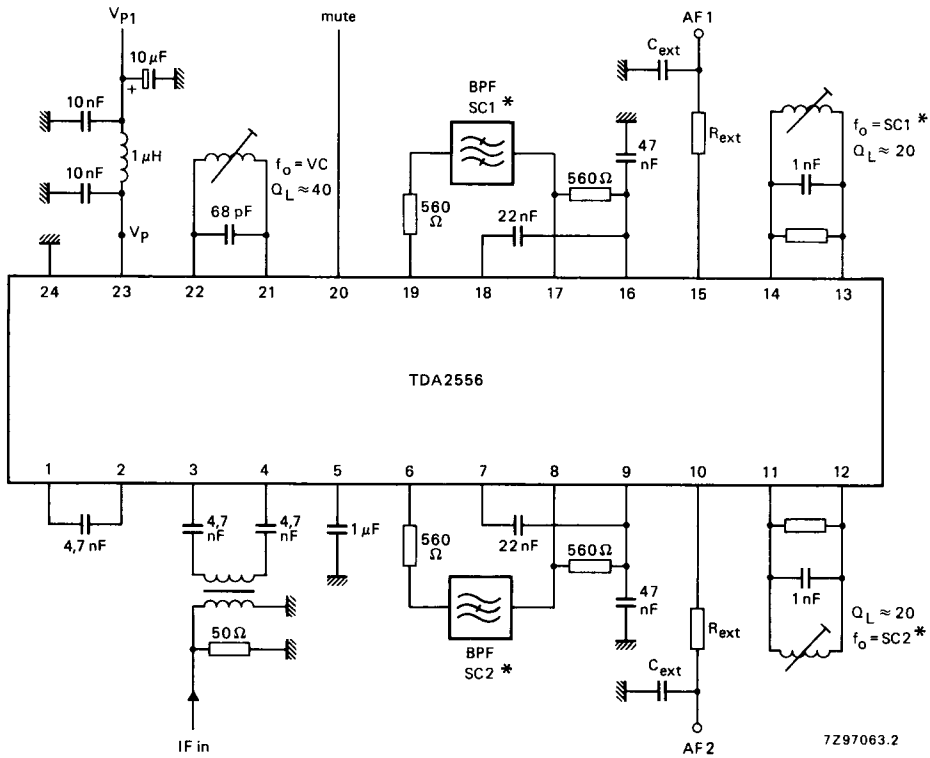 VP1
mute
AF1
10 μF
+
Cext
BPF
SC1 *
10 nF
fo = VC
QL ≈ 40
47
nF
Rext
fo = SC1 *
QL ≈ 20
1 μH
10 nF
560 Ω
1 nF
68 pF
560
Ω
22 nF
VP
24 23 22 21 20 19 18 17 16 15 14 13
TDA2556
1 2 3 4 5 6 7 8 9 10 11 12
4,7 nF
4,7
nF
4,7
nF
1 μF
560
Ω
22 nF
560 Ω
1 nF
47
nF
50 Ω
BPF
SC2 *
Rext
QL ≈ 20
fo = SC2 *
Cext
IF in
AF2
7Z97063.2